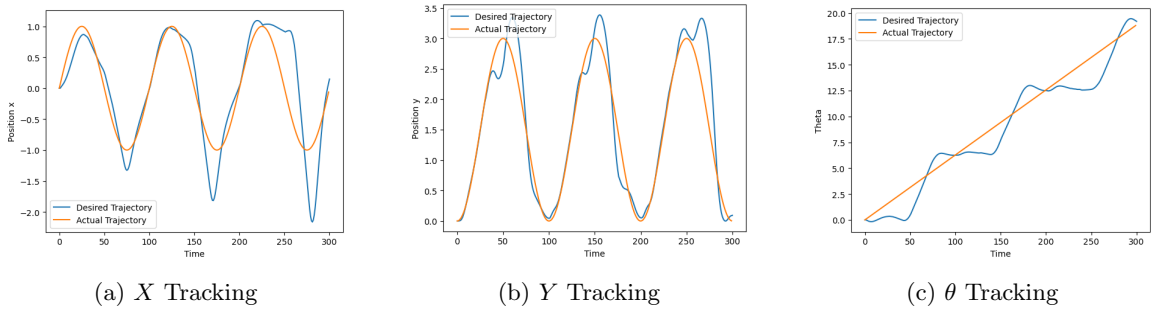 Desired Trajectory
Actual Trajectory
Position x
1.0
0.5
0.0
−0.5
−1.0
−1.5
−2.0
0 50 100 150 200 250 300
Time
(a) X Tracking
Desired Trajectory
Actual Trajectory
Position y
3.5
3.0
2.5
2.0
1.5
1.0
0.5
0.0
0 50 100 150 200 250 300
Time
(b) Y Tracking
Desired Trajectory
Actual Trajectory
Theta
20.0
17.5
15.0
12.5
10.0
7.5
5.0
2.5
0.0
0 50 100 150 200 250 300
Time
(c) θ Tracking